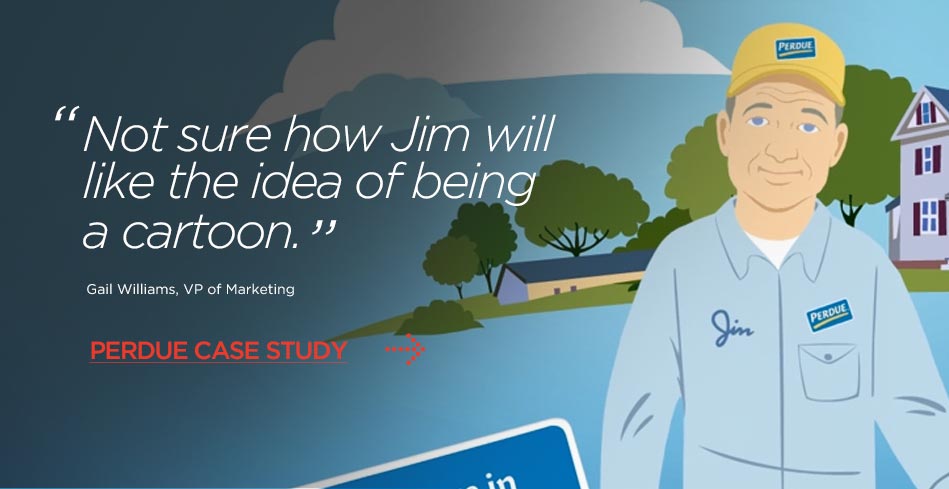 PERDUE
“Not sure how Jim will
like the idea of being
a cartoon.”
Gail Williams, VP of Marketing
PERDUE CASE STUDY
Jim
PERDUE
in